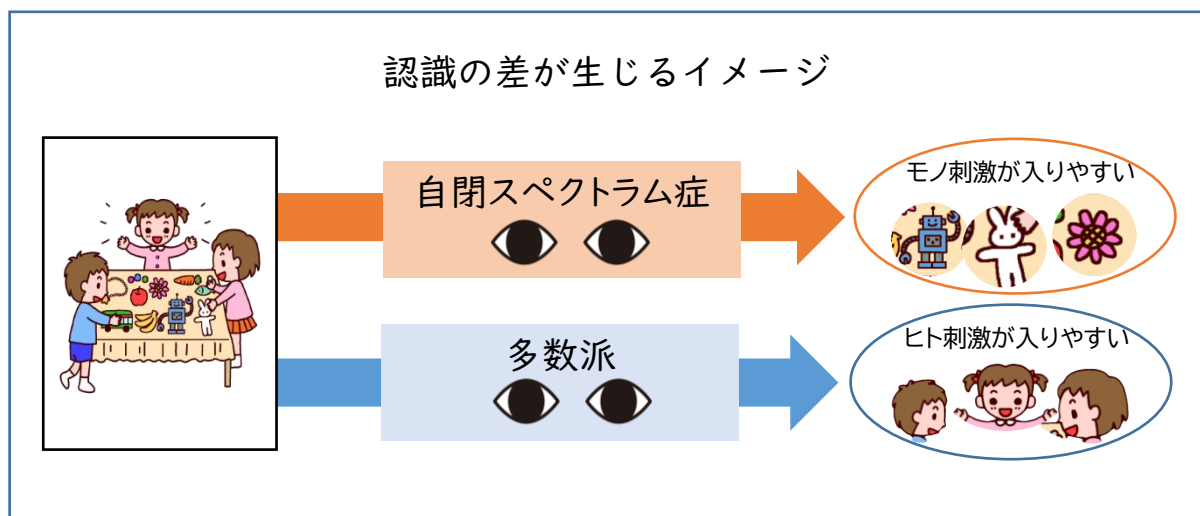 認識の差が生じるイメージ
自閉スペクトラム症
モノ刺激が入りやすい
多数派
ヒト刺激が入りやすい